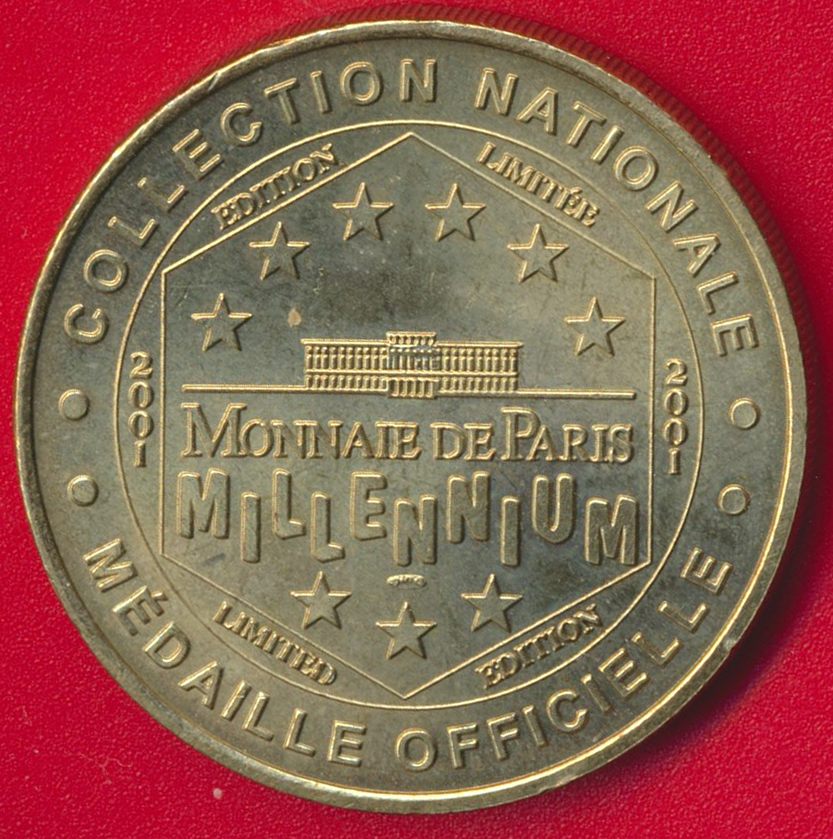 COLLECTION NATIONALE
EDITION LIMITÉE
2001 2001
MONNAIE DE PARIS
MILLENNIUM
LIMITED EDITION
MÉDAILLE OFFICIELLE